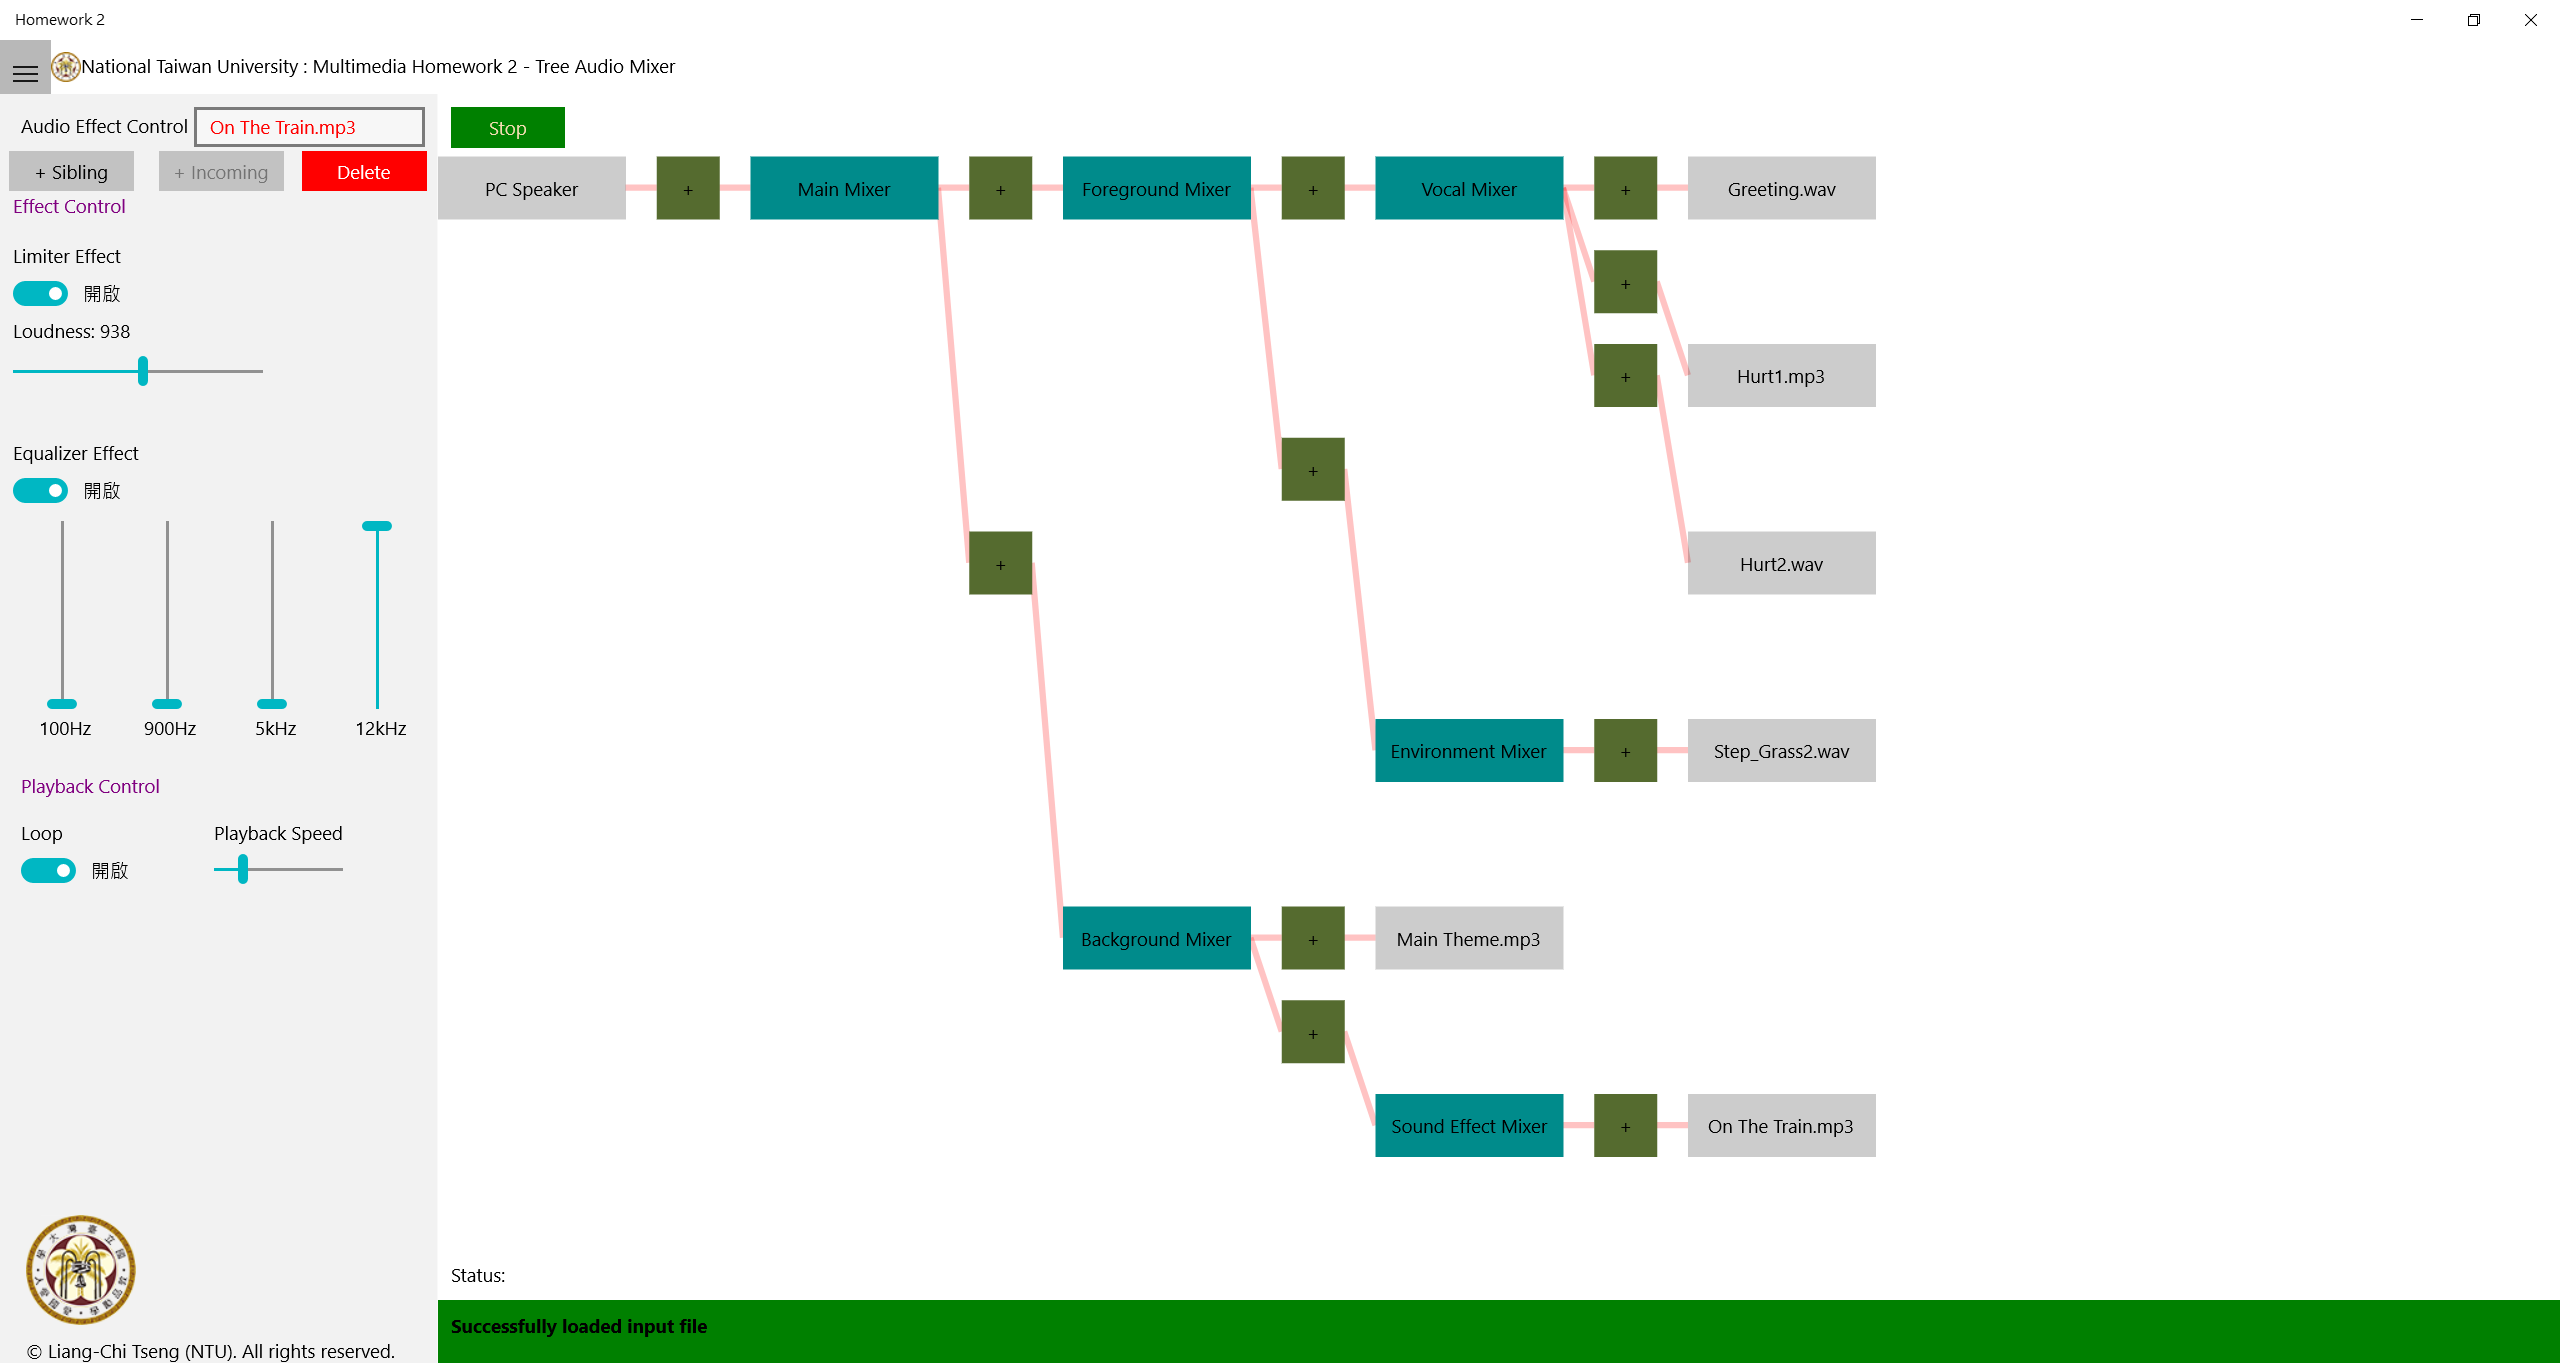 Homework 2
National Taiwan University : Multimedia Homework 2 - Tree Audio Mixer
Audio Effect Control On The Train.mp3
+ Sibling + Incoming Delete
Effect Control
Limiter Effect
開啟
Loudness: 938
Equalizer Effect
開啟
100Hz 900Hz 5kHz 12kHz
Playback Control
Loop Playback Speed
開啟
© Liang-Chi Tseng (NTU). All rights reserved.
Stop
PC Speaker + Main Mixer + Foreground Mixer + Vocal Mixer + Greeting.wav
+
+ Hurt1.mp3
+
+ Hurt2.wav
Environment Mixer + Step_Grass2.wav
Background Mixer + Main Theme.mp3
+
Sound Effect Mixer + On The Train.mp3
Status:
Successfully loaded input file